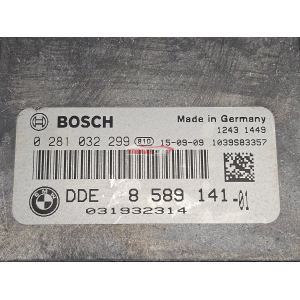 BOSCH
Made in Germany
1243 1449
0 281 032 299 810 15-09-09 1039S83357
BMW
DDE 8 589 141-01
031932314